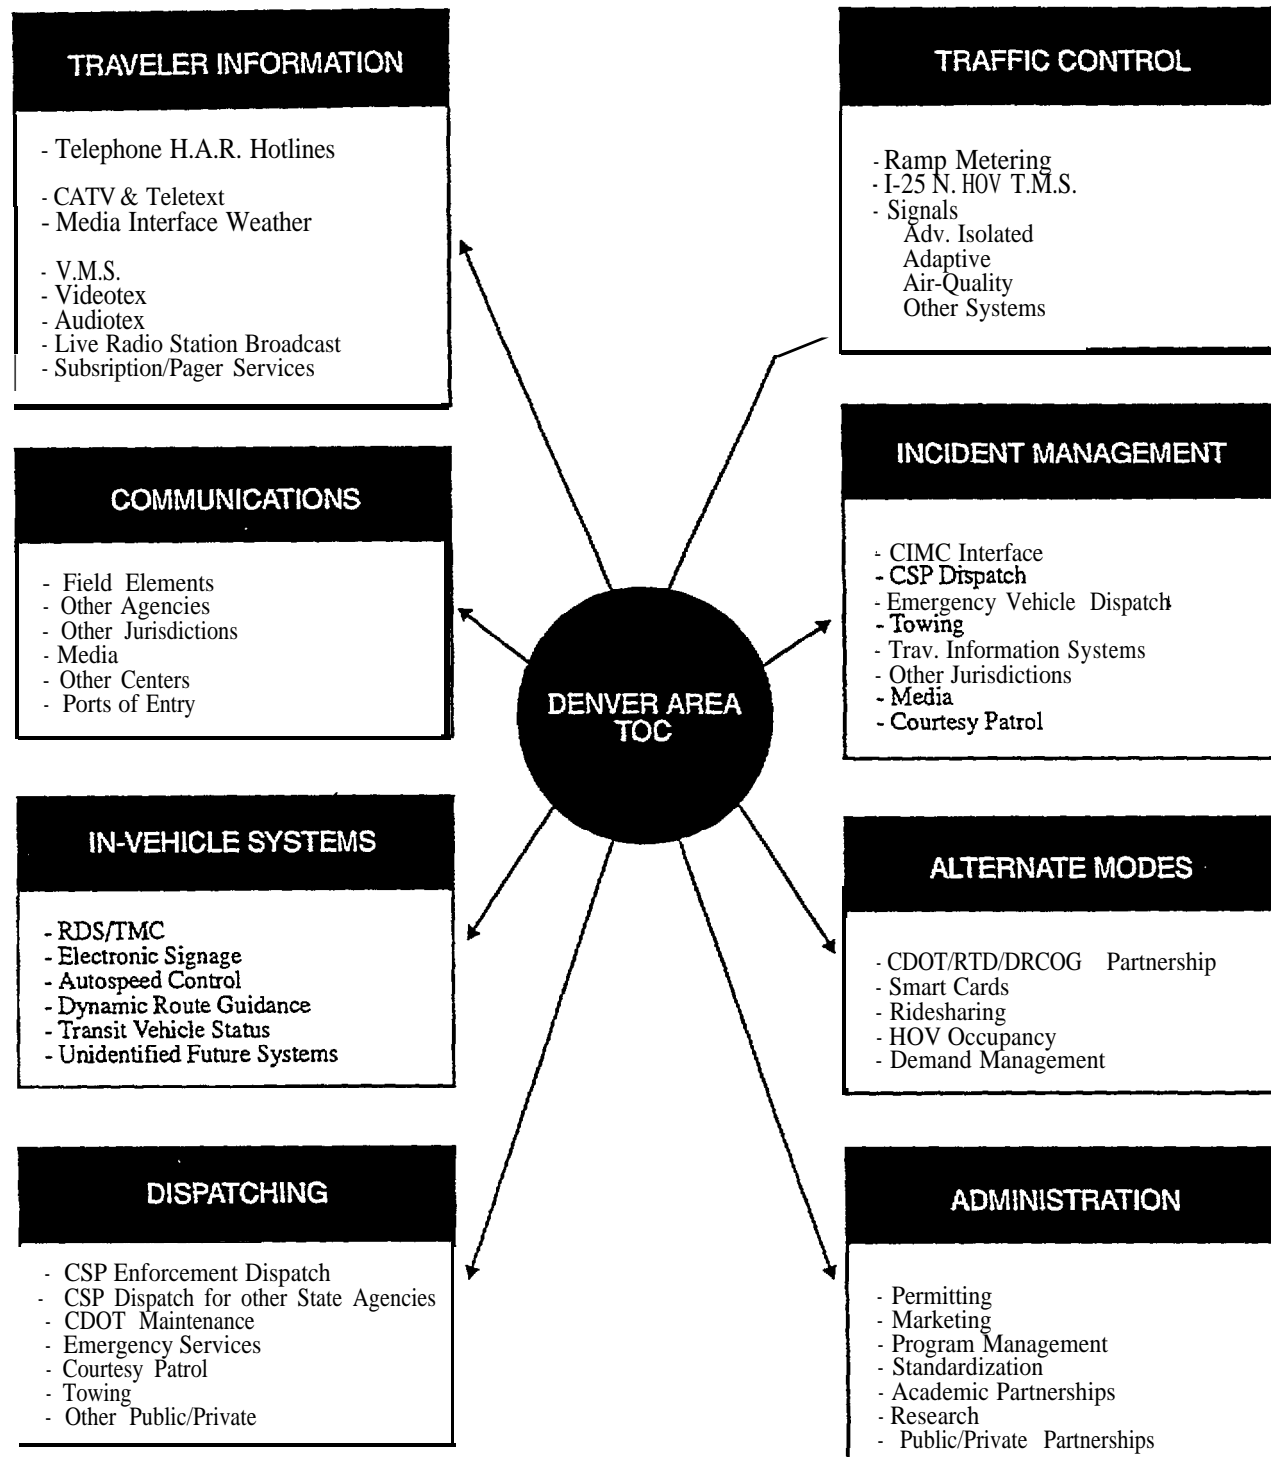 TRAVELER INFORMATION
- Telephone H.A.R. Hotlines
- CATV & Teletext
- Media Interface Weather
- V.M.S.
- Videotex
- Audiotex
- Live Radio Station Broadcast
- Subsription/Pager Services
COMMUNICATIONS
- Field Elements
- Other Agencies
- Other Jurisdictions
- Media
- Other Centers
- Ports of Entry
IN-VEHICLE SYSTEMS
- RDS/TMC
- Electronic Signage
- Autospeed Control
- Dynamic Route Guidance
- Transit Vehicle Status
- Unidentified Future Systems
DISPATCHING
- CSP Enforcement Dispatch
- CSP Dispatch for other State Agencies
- CDOT Maintenance
- Emergency Services
- Courtesy Patrol
- Towing
- Other Public/Private
DENVER AREA
TOC
TRAFFIC CONTROL
- Ramp Metering
- I-25 N. HOV T.M.S.
- Signals
Adv. Isolated
Adaptive
Air-Quality
Other Systems
INCIDENT MANAGEMENT
- CIMC Interface
- CSP Dispatch
- Emergency Vehicle Dispatch
- Towing
- Trav. Information Systems
- Other Jurisdictions
- Media
- Courtesy Patrol
ALTERNATE MODES
- CDOT/RTD/DRCOG Partnership
- Smart Cards
- Ridesharing
- HOV Occupancy
- Demand Management
ADMINISTRATION
- Permitting
- Marketing
- Program Management
- Standardization
- Academic Partnerships
- Research
- Public/Private Partnerships